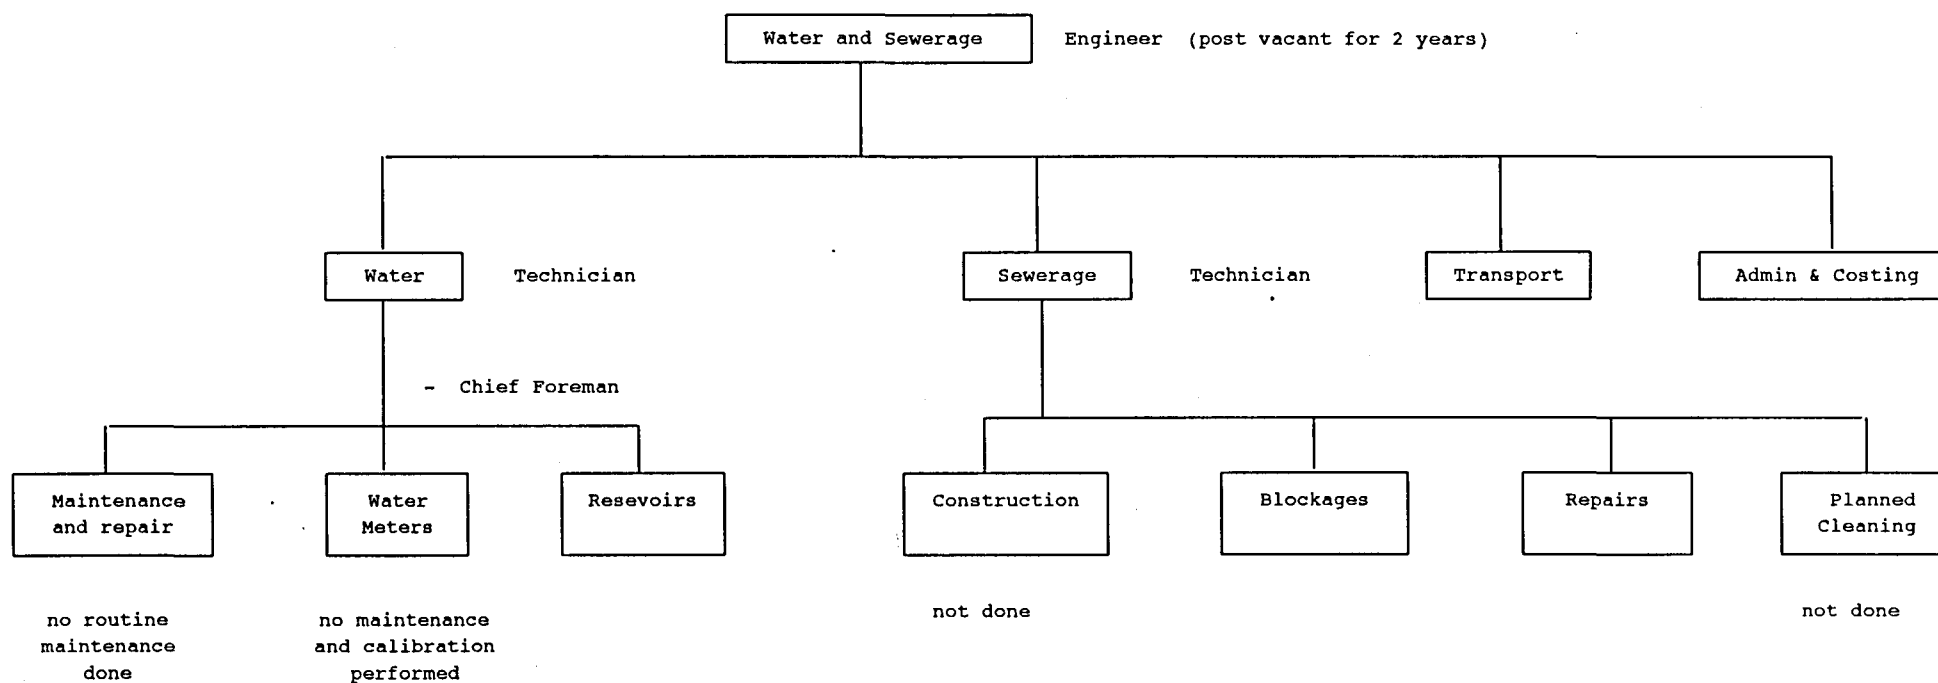 Water and Sewerage Engineer (post vacant for 2 years)
Water Technician Sewerage Technician Transport Admin & Costing
- Chief Foreman
Maintenance
and repair
Water
Meters
Resevoirs
Construction
Blockages
Repairs
Planned
Cleaning
no routine
maintenance
done
no maintenance
and calibration
performed
not done
not done